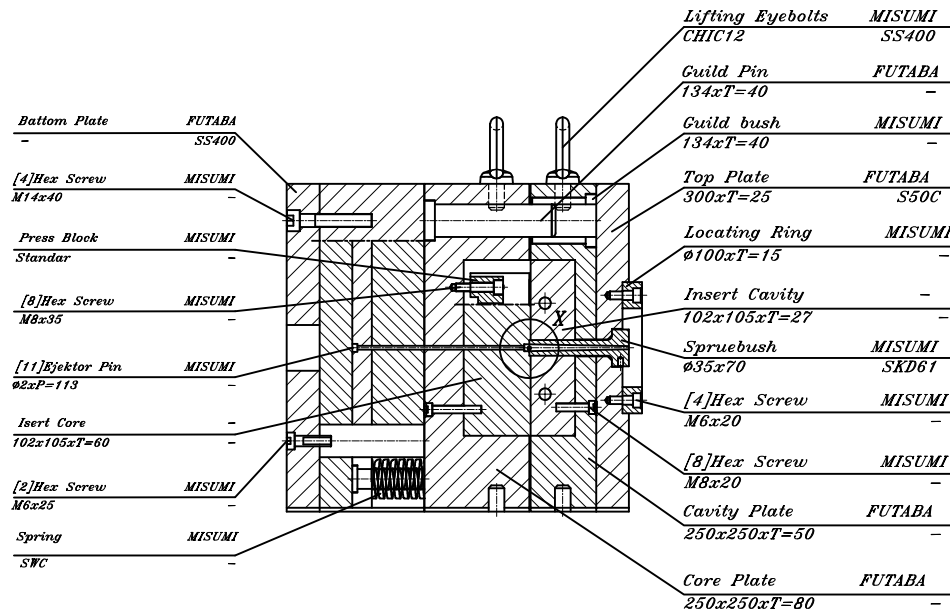 Lifting Eyebolts MISUMI
CHIC12 SS400
Guild Pin FUTABA
134xT=40 -
Guild bush MISUMI
134xT=40 -
Battom Plate FUTABA
- SS400
Top Plate FUTABA
300xT=25 S50C
[4]Hex Screw MISUMI
M14x40 -
Locating Ring MISUMI
ø100xT=15 -
Press Block MISUMI
Standar -
Insert Cavity -
102x105xT=27 -
[8]Hex Screw MISUMI
M8x35 -
X
Spruebush MISUMI
ø35x70 SKD61
[11]Ejektor Pin MISUMI
ø2xP=113 -
[4]Hex Screw MISUMI
M6x20 -
Isert Core -
102x105xT=60 -
[8]Hex Screw MISUMI
M8x20 -
[2]Hex Screw MISUMI
M6x25 -
Cavity Plate FUTABA
250x250xT=50 -
Spring MISUMI
SWC -
Core Plate FUTABA
250x250xT=80 -